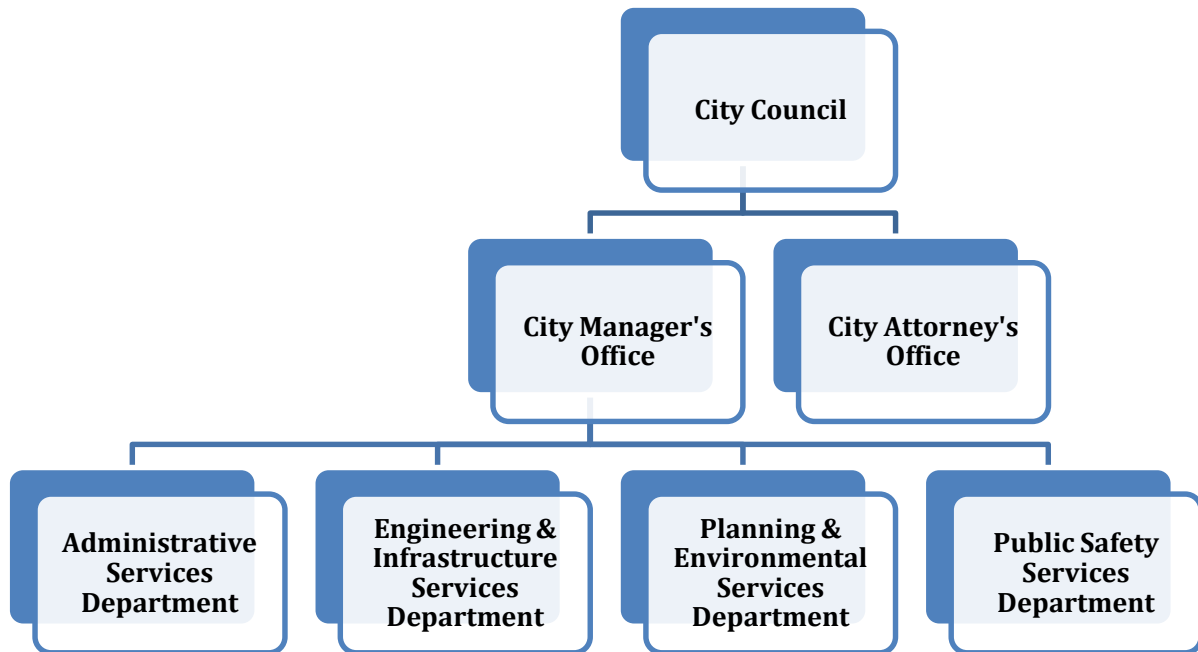 City Council
City Manager's
Office
City Attorney's
Office
Administrative
Services
Department
Engineering &
Infrastructure
Services
Department
Planning &
Environmental
Services
Department
Public Safety
Services
Department